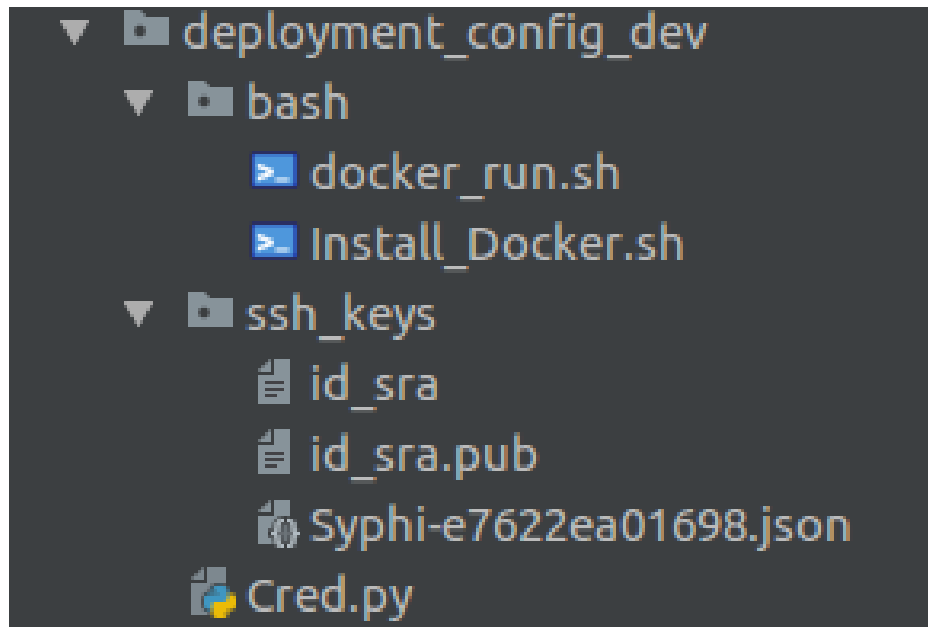 deployment_config_dev
bash
docker_run.sh
Install_Docker.sh
ssh_keys
id_sra
id_sra.pub
Syphi-e7622ea01698.json
Cred.py